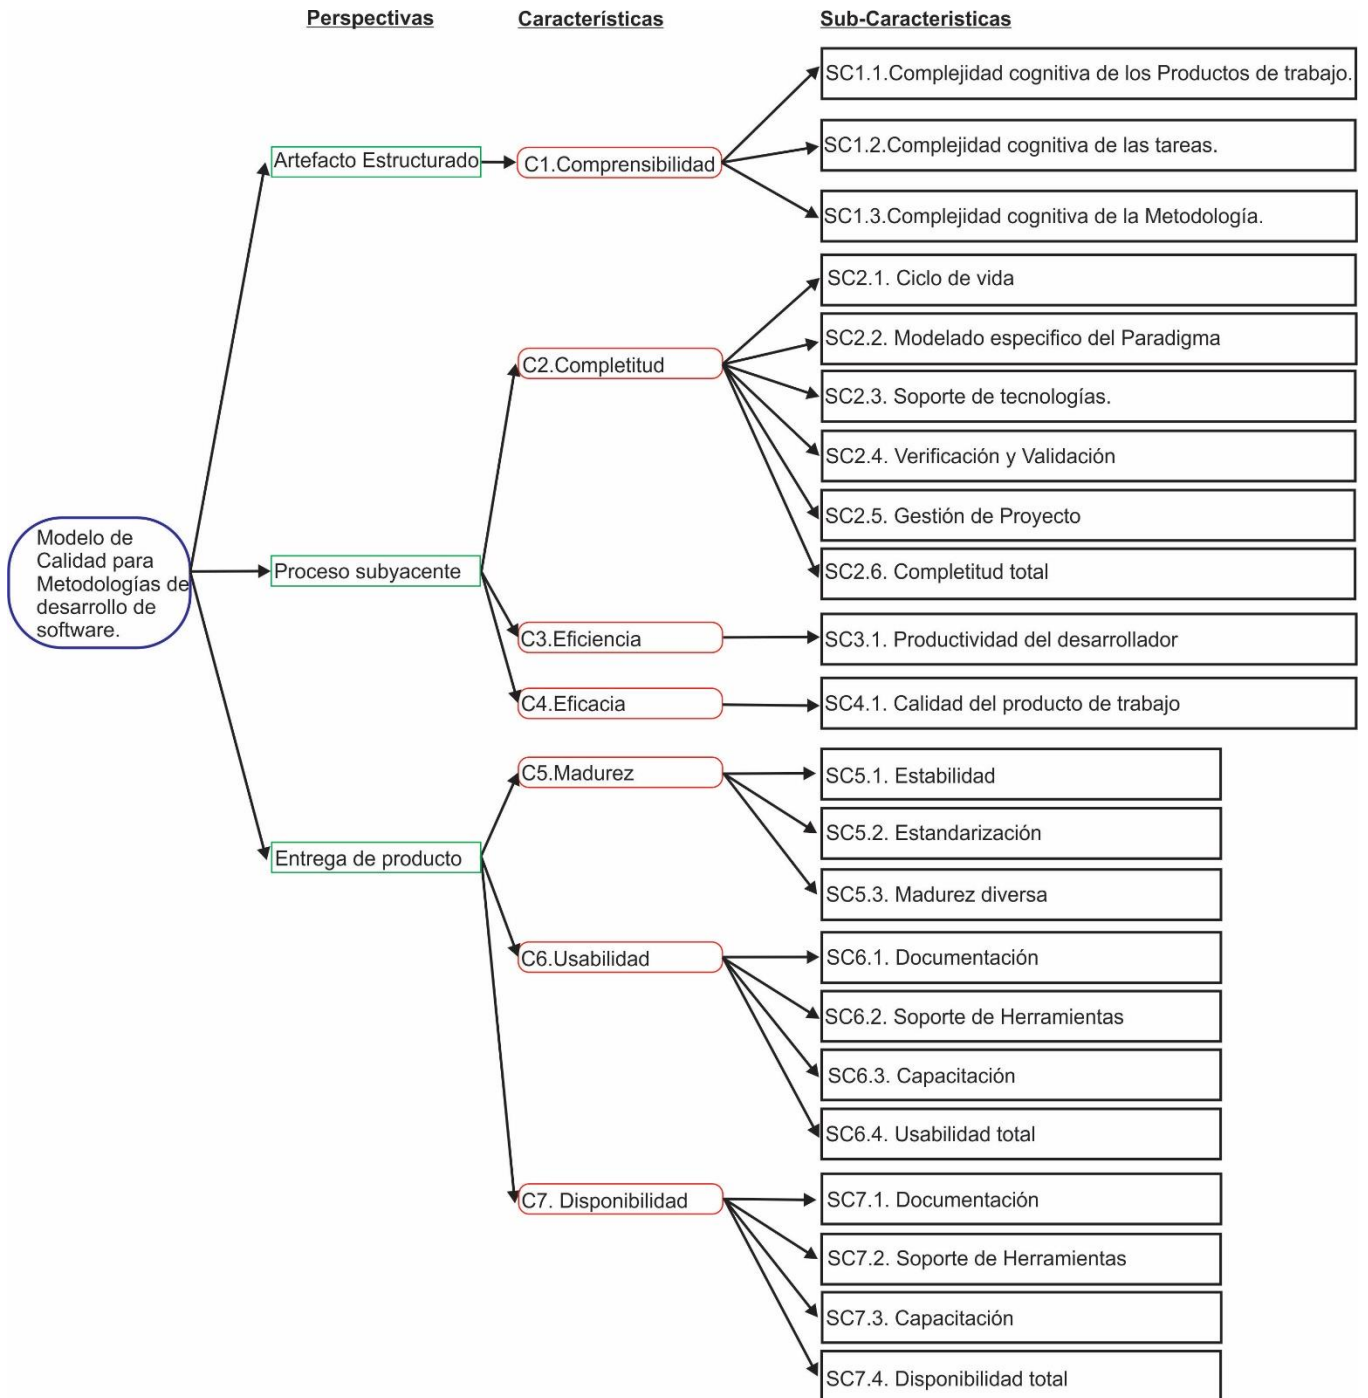 Perspectivas
Características
Sub-Caracteristicas
SC1.1.Complejidad cognitiva de los Productos de trabajo.
Artefacto Estructurado
C1.Comprensibilidad
SC1.2.Complejidad cognitiva de las tareas.
SC1.3.Complejidad cognitiva de la Metodología.
SC2.1. Ciclo de vida
SC2.2. Modelado especifico del Paradigma
C2.Completitud
SC2.3. Soporte de tecnologías.
SC2.4. Verificación y Validación
SC2.5. Gestión de Proyecto
Modelo de
Calidad para
Metodologías de
desarrollo de
software.
Proceso subyacente
SC2.6. Completitud total
C3.Eficiencia
SC3.1. Productividad del desarrollador
C4.Eficacia
SC4.1. Calidad del producto de trabajo
C5.Madurez
SC5.1. Estabilidad
SC5.2. Estandarización
Entrega de producto
SC5.3. Madurez diversa
C6.Usabilidad
SC6.1. Documentación
SC6.2. Soporte de Herramientas
SC6.3. Capacitación
SC6.4. Usabilidad total
C7. Disponibilidad
SC7.1. Documentación
SC7.2. Soporte de Herramientas
SC7.3. Capacitación
SC7.4. Disponibilidad total